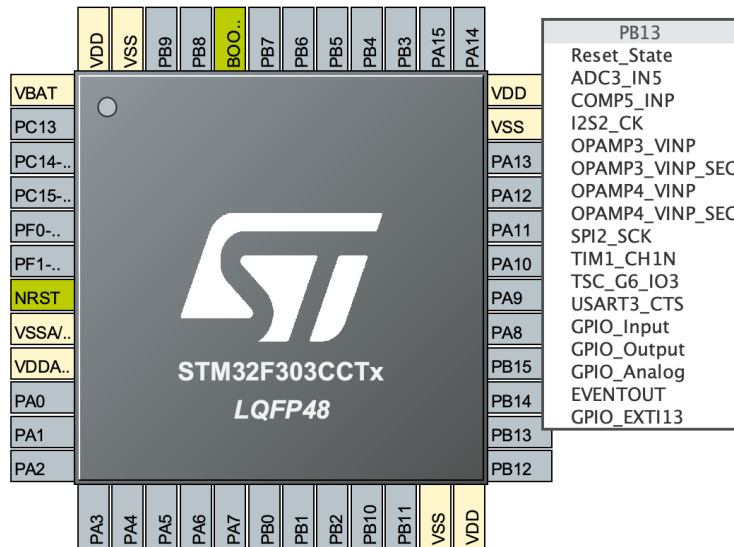 VDD
VSS
PB9
PB8
BOO..
PB7
PB6
PB5
PB4
PB3
PA15
PA14
VBAT
PC13
PC14-..
PC15-..
PF0-..
PF1-..
NRST
VSSA/..
VDDA..
PA0
PA1
PA2
ST
STM32F303CCTx
LQFP48
VDD
VSS
PA13
PA12
PA11
PA10
PA9
PA8
PB15
PB14
PB13
PB12
PA3
PA4
PA5
PA6
PA7
PB0
PB1
PB2
PB10
PB11
VSS
VDD
PB13
Reset_State
ADC3_IN5
COMP5_INP
I2S2_CK
OPAMP3_VINP
OPAMP3_VINP_SEC
OPAMP4_VINP
OPAMP4_VINP_SEC
SPI2_SCK
TIM1_CH1N
TSC_G6_IO3
USART3_CTS
GPIO_Input
GPIO_Output
GPIO_Analog
EVENTOUT
GPIO_EXTI13